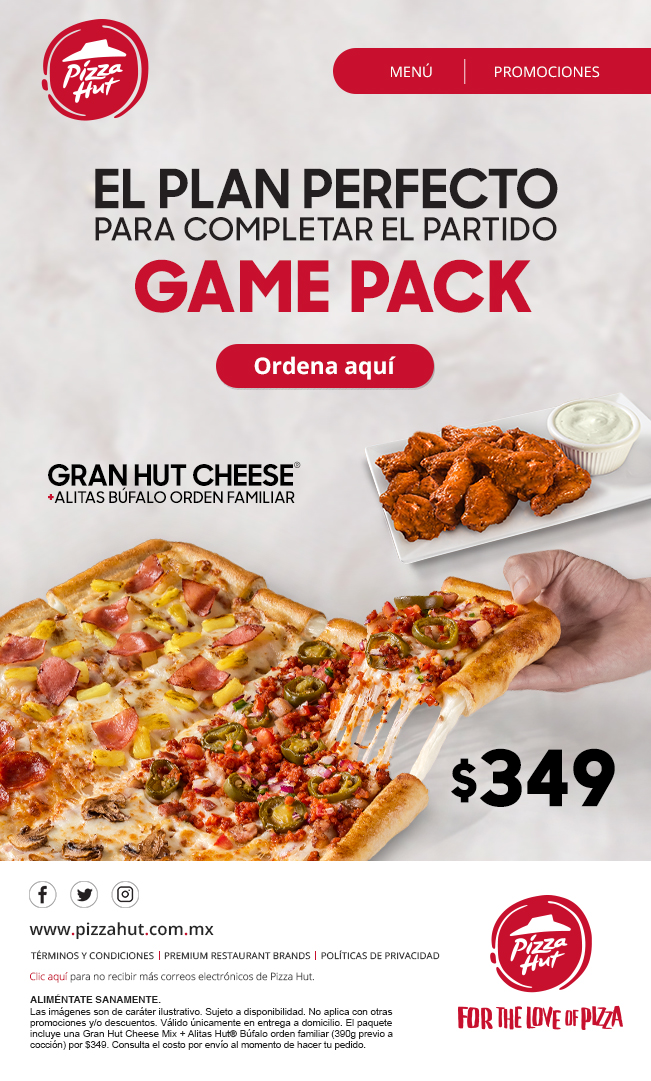 Pizza
Hut
MENÚ | PROMOCIONES
EL PLAN PERFECTO
PARA COMPLETAR EL PARTIDO
GAME PACK
Ordena aquí
GRAN HUT CHEESE®
+ALITAS BÚFALO ORDEN FAMILIAR
$349
www.pizzahut.com.mx
TÉRMINOS Y CONDICIONES | PREMIUM RESTAURANT BRANDS | POLÍTICAS DE PRIVACIDAD
Clic aquí para no recibir más correos electrónicos de Pizza Hut.
ALIMÉNTATE SANAMENTE.
Las imágenes son de caráter ilustrativo. Sujeto a disponibilidad. No aplica con otras
promociones y/o descuentos. Válido únicamente en entrega a domicilio. El paquete
incluye una Gran Hut Cheese Mix + Alitas Hut® Búfalo orden familiar (390g previo a
cocción) por $349. Consulta el costo por envío al momento de hacer tu pedido.
Pizza
Hut
FOR THE LOVE OF PIZZA